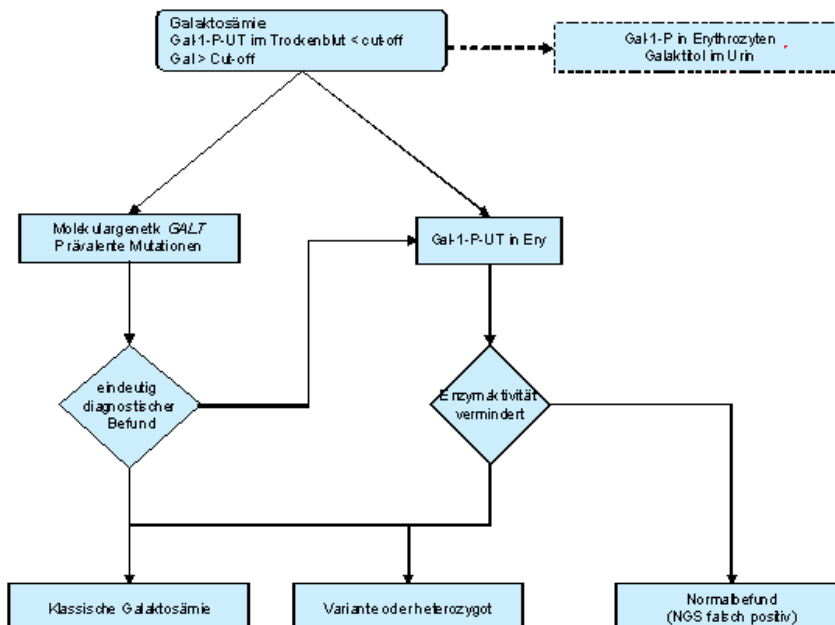 Galaktosämie
Gal-1-P-UT im Trockenblut < cut-off
Gal > Cut-off
Gal-1-P in Erythrozyten
Galaktitol im Urin
Molekulargenetk GALT
Prävalente Mutationen
Gal-1-P-UT in Ery
eindeutig
diagnostischer
Befund
Enzymaktivität
vermindert
Klassische Galaktosämie
Variante oder heterozygot
Normalbefund
(NGS falsch positiv)